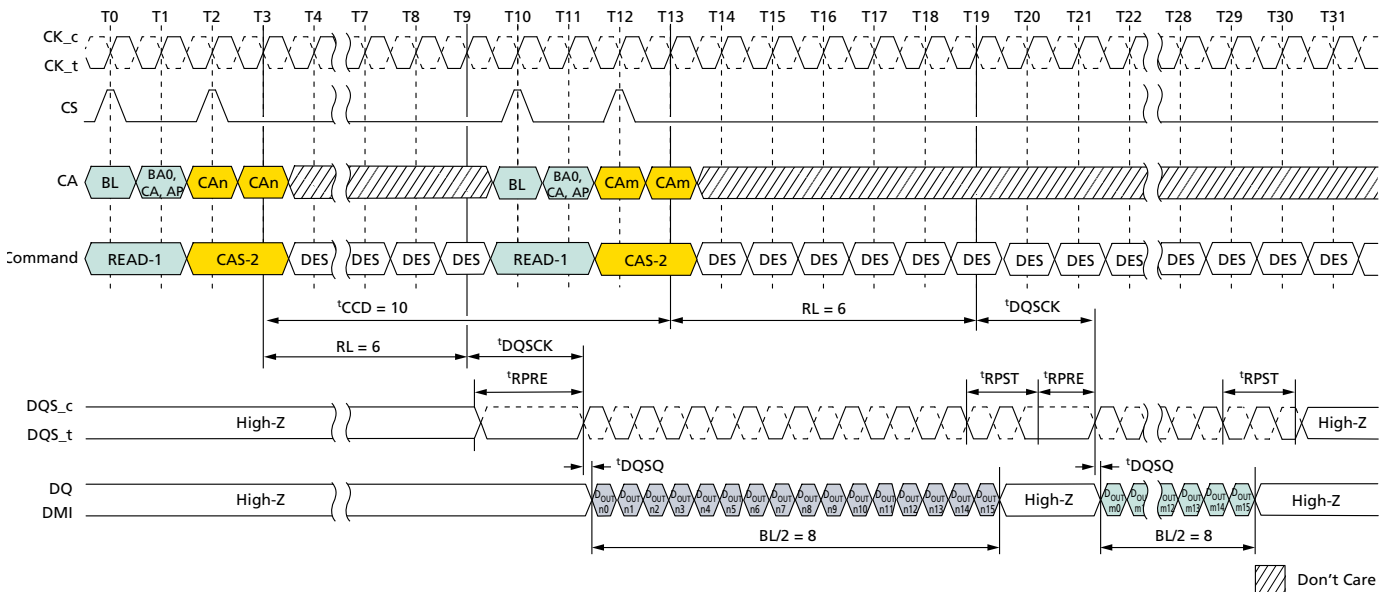 T0 T1 T2 T3 T4 T7 T8 T9 T10 T11 T12 T13 T14 T15 T16 T17 T18 T19 T20 T21 T22 T28 T29 T30 T31
CK_c
CK_t
CS
CA BL BA0, CA, AP CAn CAn BL BA0, CA, AP CAm CAm
Command READ-1 CAS-2 DES DES DES DES READ-1 CAS-2 DES DES DES DES DES DES DES DES DES DES DES DES DES
tCCD = 10 RL = 6 tDQSCK
RL = 6 tDQSCK
tRPRE tRPST tRPRE tRPST
DQS_c
DQS_t High-Z High-Z
tDQSQ tDQSQ
DQ
DMI High-Z DOUT n0 DOUT n1 DOUT n2 DOUT n3 DOUT n4 DOUT n5 DOUT n6 DOUT n7 DOUT n8 DOUT n9 DOUT n10 DOUT n11 DOUT n12 DOUT n13 DOUT n14 DOUT n15 High-Z DOUT m0 DOUT m1 DOUT m12 DOUT m13 DOUT m14 DOUT m15 High-Z
BL/2 = 8 BL/2 = 8
Don't Care